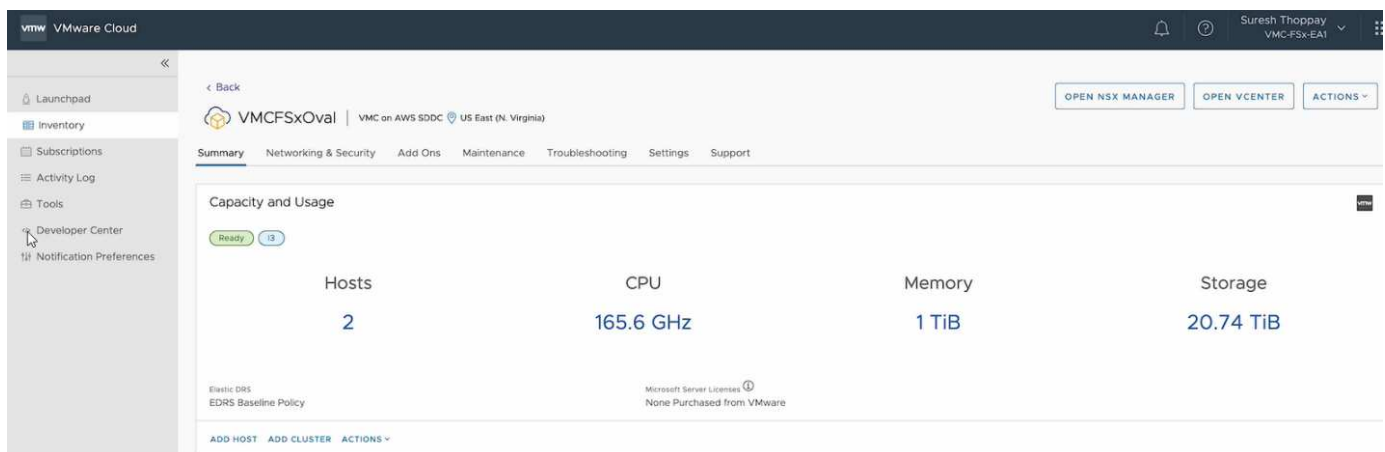 vmw VMware Cloud
Suresh Thoppay
VMC-FSx-EA1
Launchpad
Inventory
Subscriptions
Activity Log
Tools
Developer Center
Notification Preferences
< Back
OPEN NSX MANAGER OPEN VCENTER ACTIONS
VMCFSxOval | VMC on AWS SDDC US East (N. Virginia)
Summary Networking & Security Add Ons Maintenance Troubleshooting Settings Support
Capacity and Usage
vmw
Ready I3
Hosts CPU Memory Storage
2 165.6 GHz 1 TiB 20.74 TiB
Elastic DRS Microsoft Server Licenses
EDRS Baseline Policy None Purchased from VMware
ADD HOST ADD CLUSTER ACTIONS